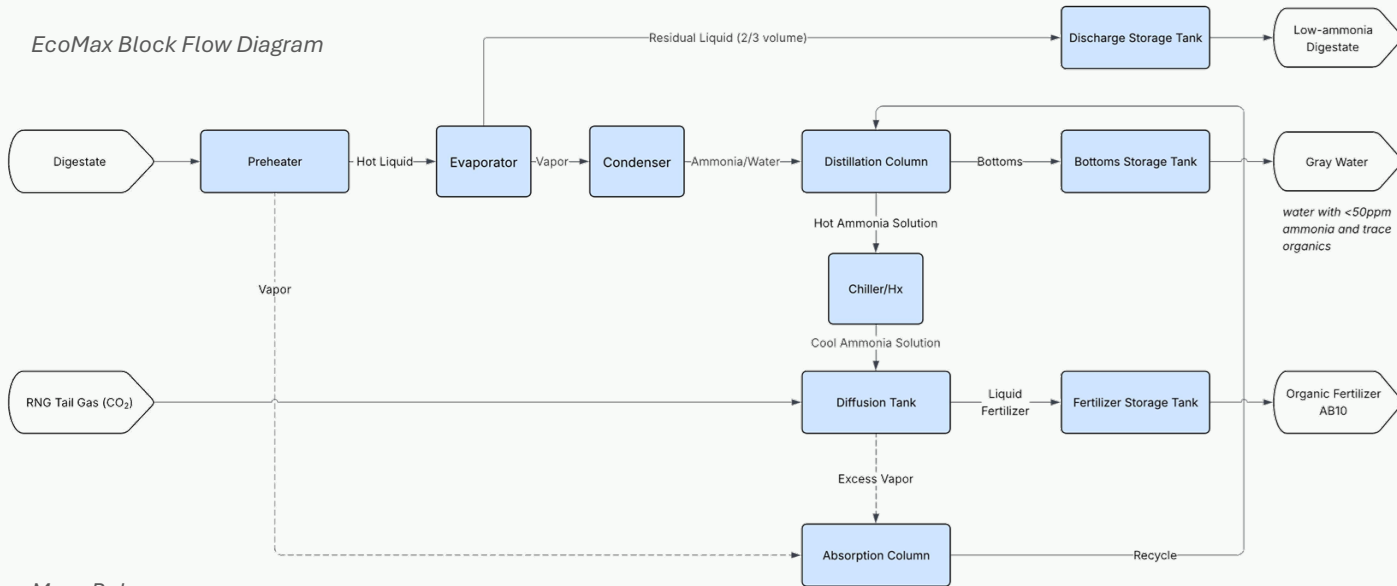 EcoMax Block Flow Diagram
Residual Liquid (2/3 volume)
Discharge Storage Tank
Low-ammonia
Digestate
Digestate
Preheater
Hot Liquid
Evaporator
Vapor
Condenser
Ammonia/Water
Distillation Column
Bottoms
Bottoms Storage Tank
Gray Water
water with <50ppm
ammonia and trace
organics
Hot Ammonia Solution
Chiller/Hx
Vapor
Cool Ammonia Solution
RNG Tail Gas (CO₂)
Diffusion Tank
Liquid
Fertilizer
Fertilizer Storage Tank
Organic Fertilizer
AB10
Excess Vapor
Absorption Column
Recycle